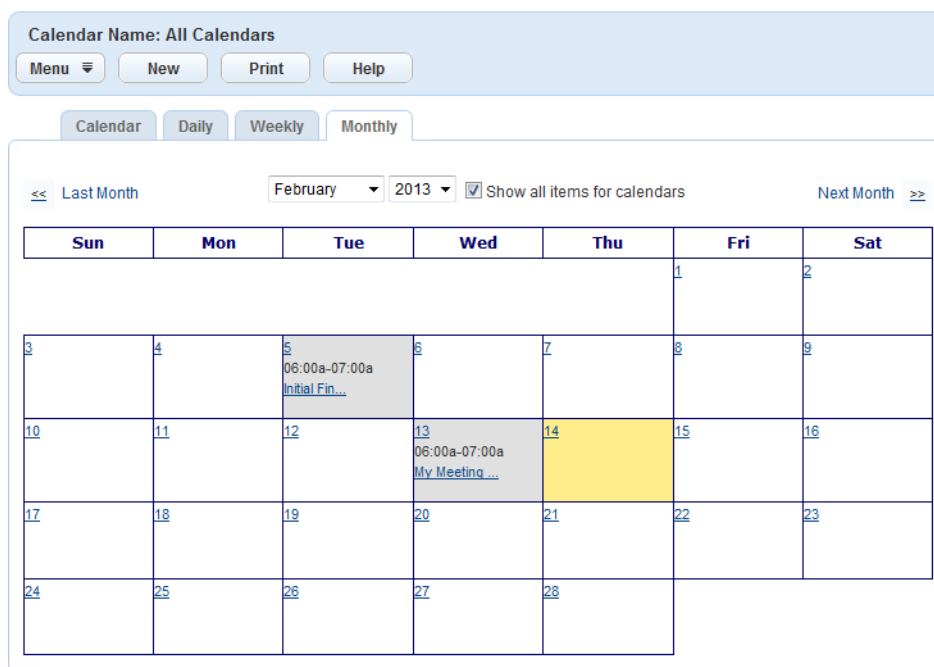 Calendar Name: All Calendars
Menu New Print Help
Calendar Daily Weekly Monthly
<< Last Month February 2013 Show all items for calendars Next Month >>
Sun Mon Tue Wed Thu Fri Sat
1 2
3 4 5 6 7 8 9
06:00a-07:00a
Initial Fin...
10 11 12 13 14 15 16
06:00a-07:00a
My Meeting ...
17 18 19 20 21 22 23
24 25 26 27 28